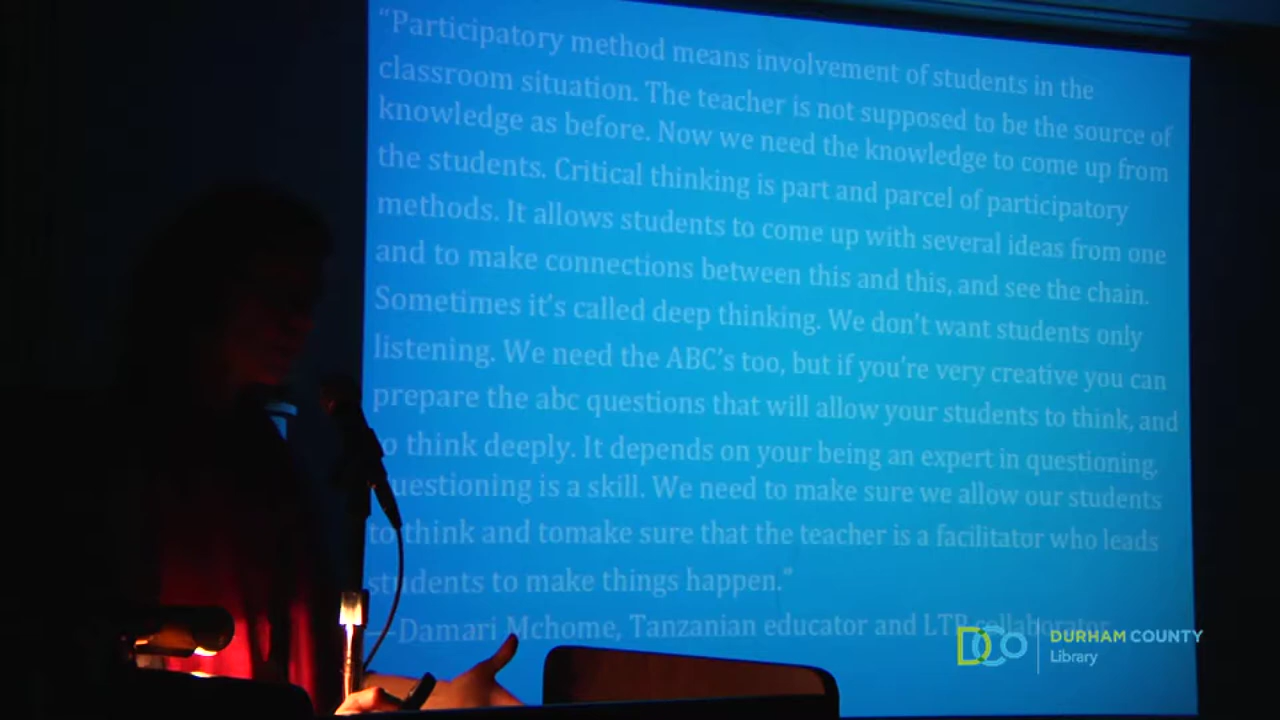 “Participatory method means involvement of students in the
classroom situation. The teacher is not supposed to be the source of
knowledge as before. Now we need the knowledge to come up from
the students. Critical thinking is part and parcel of participatory
methods. It allows students to come up with several ideas from one
and to make connections between this and this, and see the chain.
Sometimes it’s called deep thinking. We don’t want students only
listening. We need the ABC’s too, but if you’re very creative you can
prepare the abc questions that will allow your students to think, and
to think deeply. It depends on your being an expert in questioning.
questioning is a skill. We need to make sure we allow our students
to think and tomake sure that the teacher is a facilitator who leads
students to make things happen.”
—Damari Mchome, Tanzanian educator and LTP collaborator
DCo DURHAM COUNTY
Library